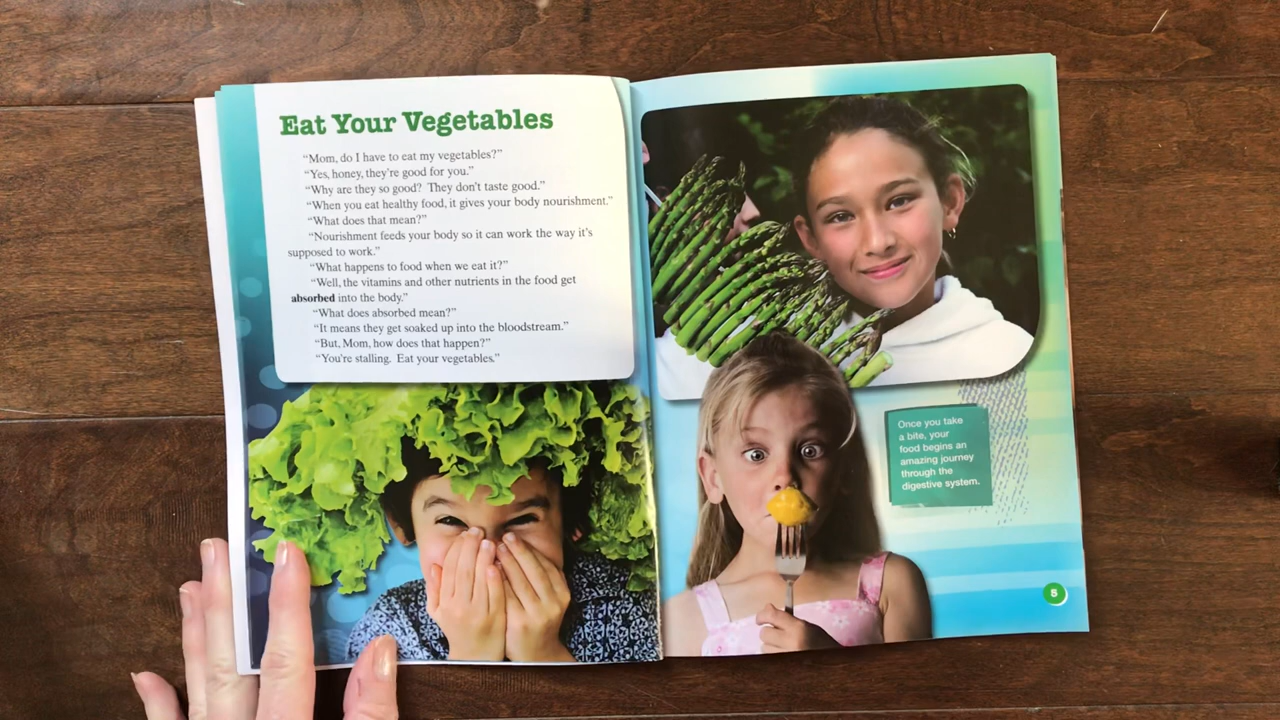 Eat Your Vegetables
“Mom, do I have to eat my vegetables?”
“Yes, honey, they’re good for you.”
“Why are they so good? They don’t taste good.”
“When you eat healthy food, it gives your body nourishment.”
“What does that mean?”
“Nourishment feeds your body so it can work the way it’s
supposed to work.”
“What happens to food when we eat it?”
“Well, the vitamins and other nutrients in the food get
absorbed into the body.”
“What does absorbed mean?”
“It means they get soaked up into the bloodstream.”
“But, Mom, how does that happen?”
“You’re stalling. Eat your vegetables.”
Once you take
a bite, your
food begins an
amazing journey
through the
digestive system.
5